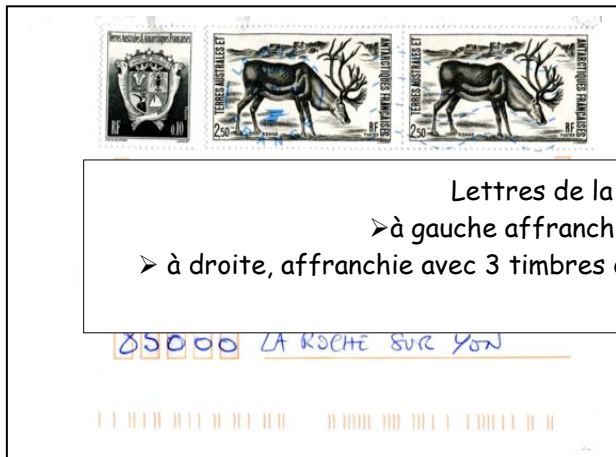 Terres Australes & Antarctiques Françaises
RF 0,10
TERRES AUSTRALES ET
ANTARCTIQUES FRANÇAISES
2,50 RENNE RF
TERRES AUSTRALES ET
ANTARCTIQUES FRANÇAISES
2,50 RENNE RF
Lettres de la
➢à gauche affranch
➢ à droite, affranchie avec 3 timbres
85000 LA ROCHE SUR YON